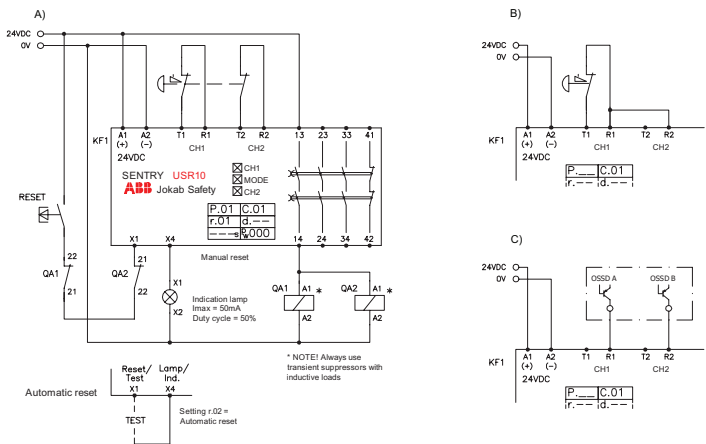 A)
24VDC
0V
KF1
A1
(+)
A2
(–)
24VDC
T1
R1
CH1
T2
R2
CH2
13
23
33
41
SENTRY USR10
ABB Jokab Safety
CH1
MODE
CH2
P.01 C.01
r.01 d.––
X1
X4
14
24
34
42
Manual reset
RESET
QA1
22
21
QA2
21
22
X1
X2
Indication lamp
Imax = 50mA
Duty cycle = 50%
QA1
A1
*
A2
QA2
A1
*
A2
* NOTE! Always use
transient suppressors with
inductive loads
Automatic reset
Reset/
Test
X1
Lamp/
Ind.
X4
TEST
Setting r.02 =
Automatic reset
B)
24VDC
0V
KF1
A1
(+)
A2
(–)
24VDC
T1
R1
CH1
T2
R2
CH2
P.__ C.01
r.–– d.––
C)
24VDC
0V
OSSD A
OSSD B
KF1
A1
(+)
A2
(–)
24VDC
T1
R1
CH1
T2
R2
CH2
P.__ C.01
r.–– d.––